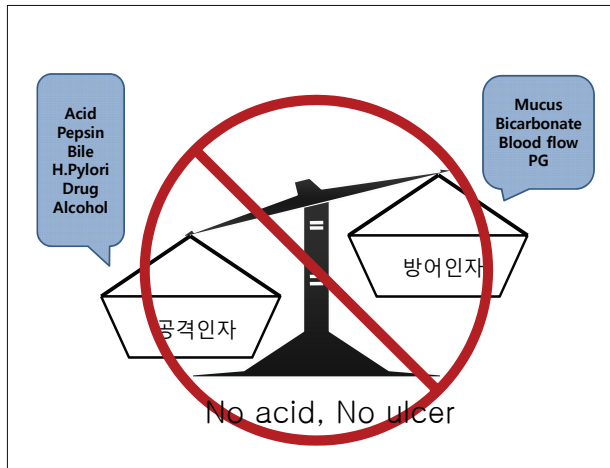 Acid
Pepsin
Bile
H.Pylori
Drug
Alcohol
Mucus
Bicarbonate
Blood flow
PG
방어인자
공격인자
No acid, No ulcer